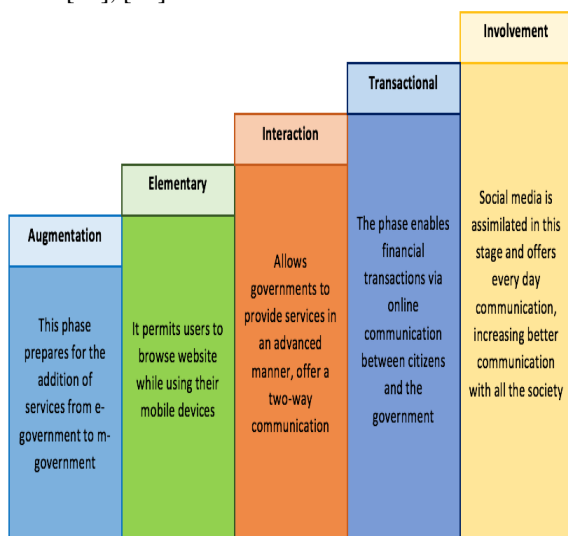 Involvement
Transactional
Interaction
Elementary
Augmentation
This phase
prepares for the
addition of
services from e-
government to m-
government
It permits users to
browse website
while using their
mobile devices
Allows
governments to
provide services in
an advanced
manner, offer a
two-way
communication
The phase enables
financial
transactions via
online
communication
between citizens
and the
government
Social media is
assimilated in this
stage and offers
every day
communication,
increasing better
communication
with all the society